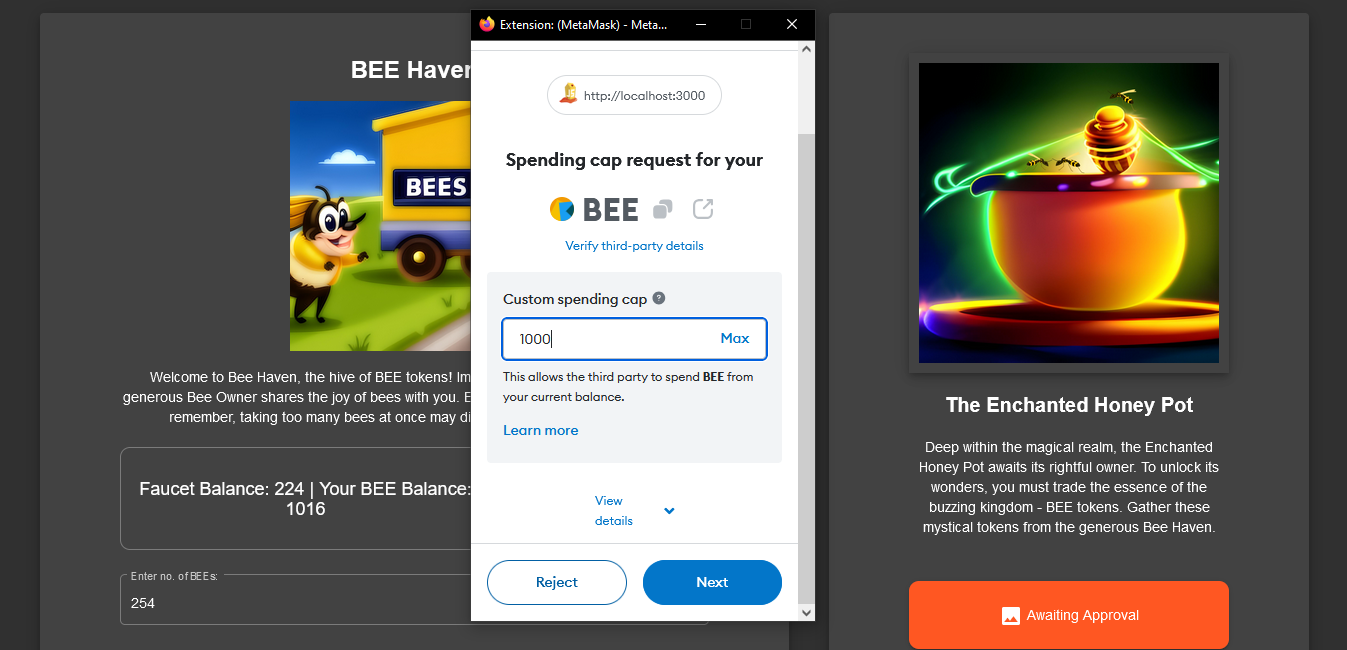 Extension: (MetaMask) - Meta...
BEE Haven
BEES
Welcome to Bee Haven, the hive of BEE tokens!
generous Bee Owner shares the joy of bees with you.
remember, taking too many bees at once may
Faucet Balance: 224 | Your BEE Balance:
1016
Enter no. of BEEs:
254
http://localhost:3000
Spending cap request for your
BEE
Verify third-party details
Custom spending cap ?
1000
Max
This allows the third party to spend BEE from
your current balance.
Learn more
View
details
Reject
Next
The Enchanted Honey Pot
Deep within the magical realm, the Enchanted
Honey Pot awaits its rightful owner. To unlock its
wonders, you must trade the essence of the
buzzing kingdom - BEE tokens. Gather these
mystical tokens from the generous Bee Haven.
Awaiting Approval